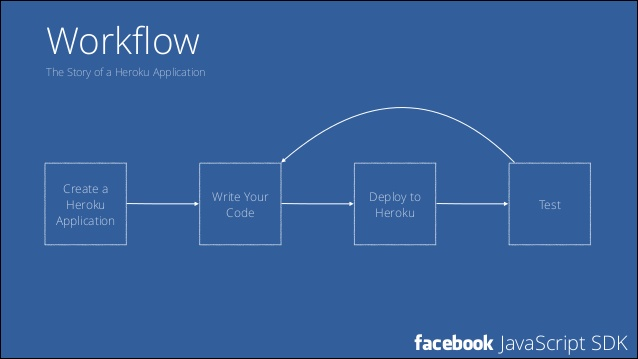 Workflow
The Story of a Heroku Application
Create a
Heroku
Application
Write Your
Code
Deploy to
Heroku
Test
facebook JavaScript SDK